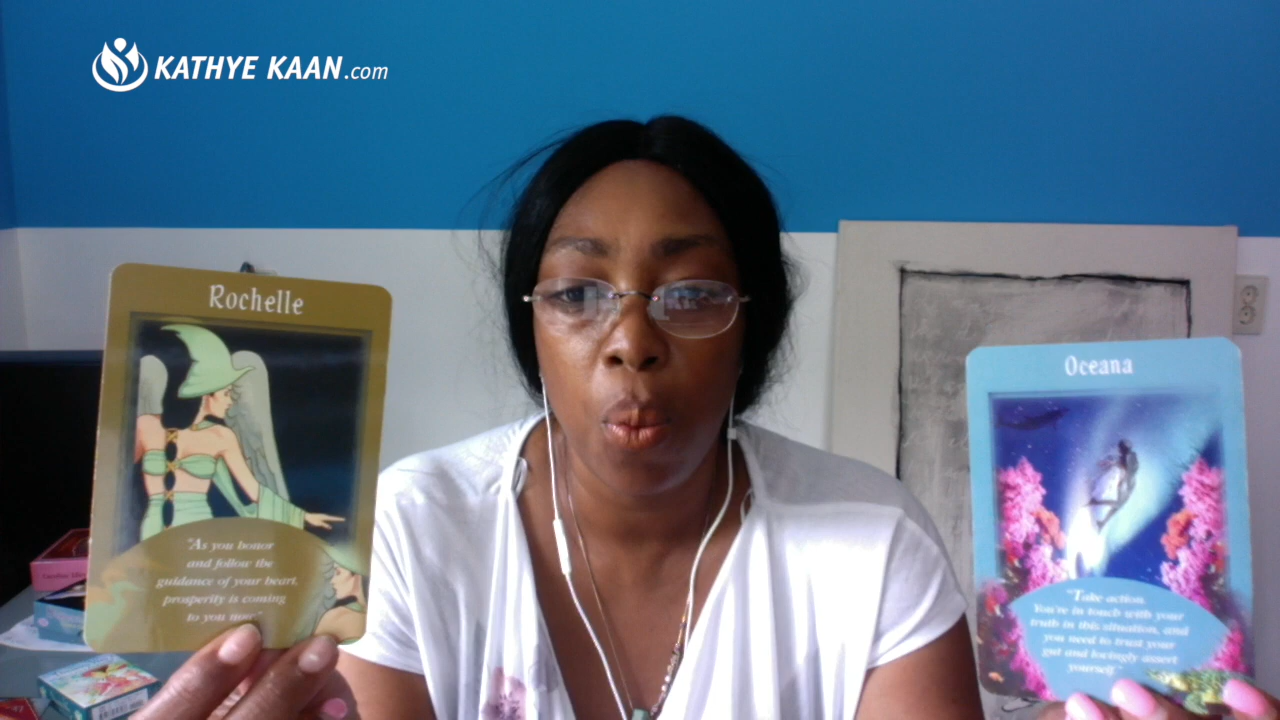 KATHYE KAAN.com
Rochelle
"As you honor
and follow the
guidance of your heart,
prosperity is coming
to you now."
Oceana
"Take action.
You're in touch with your
truth in this situation, and
you need to trust your
gut and lovingly assert
yourself."